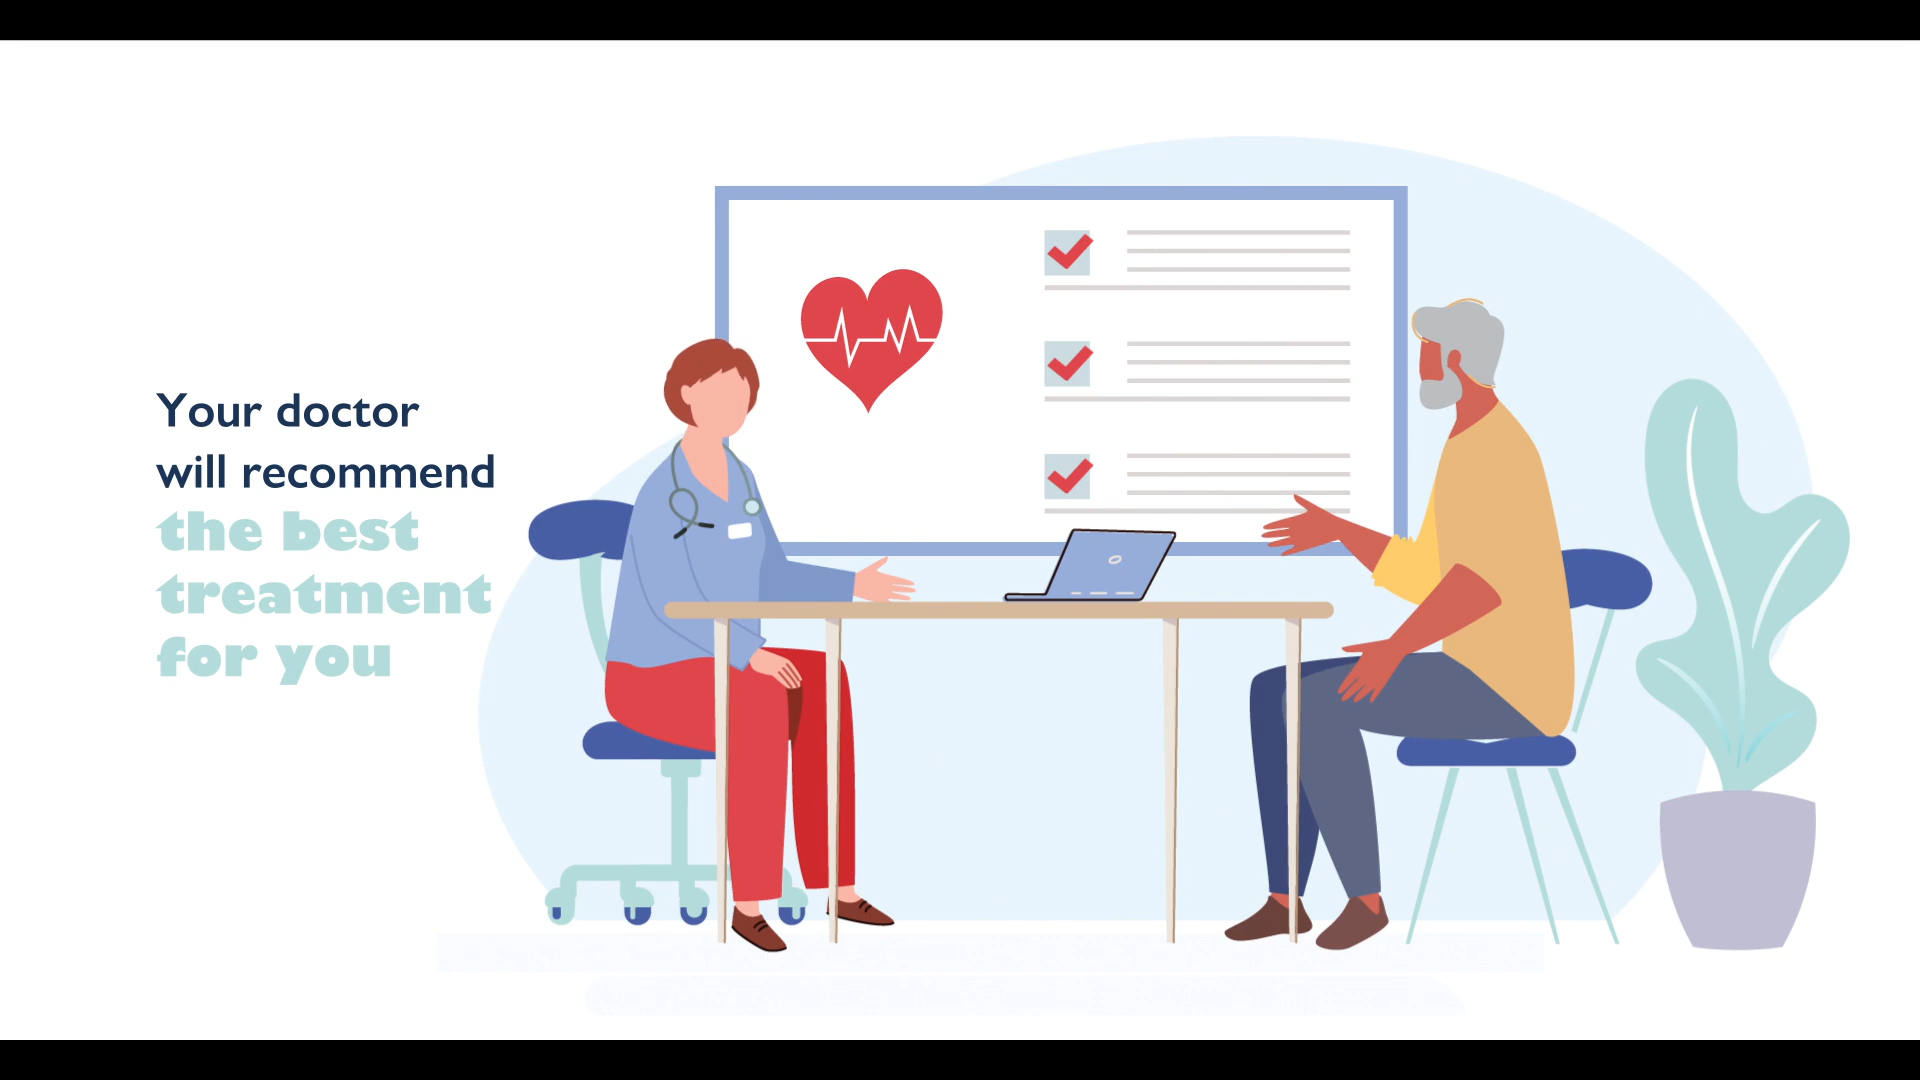 Your doctor
will recommend
the best
treatment
for you